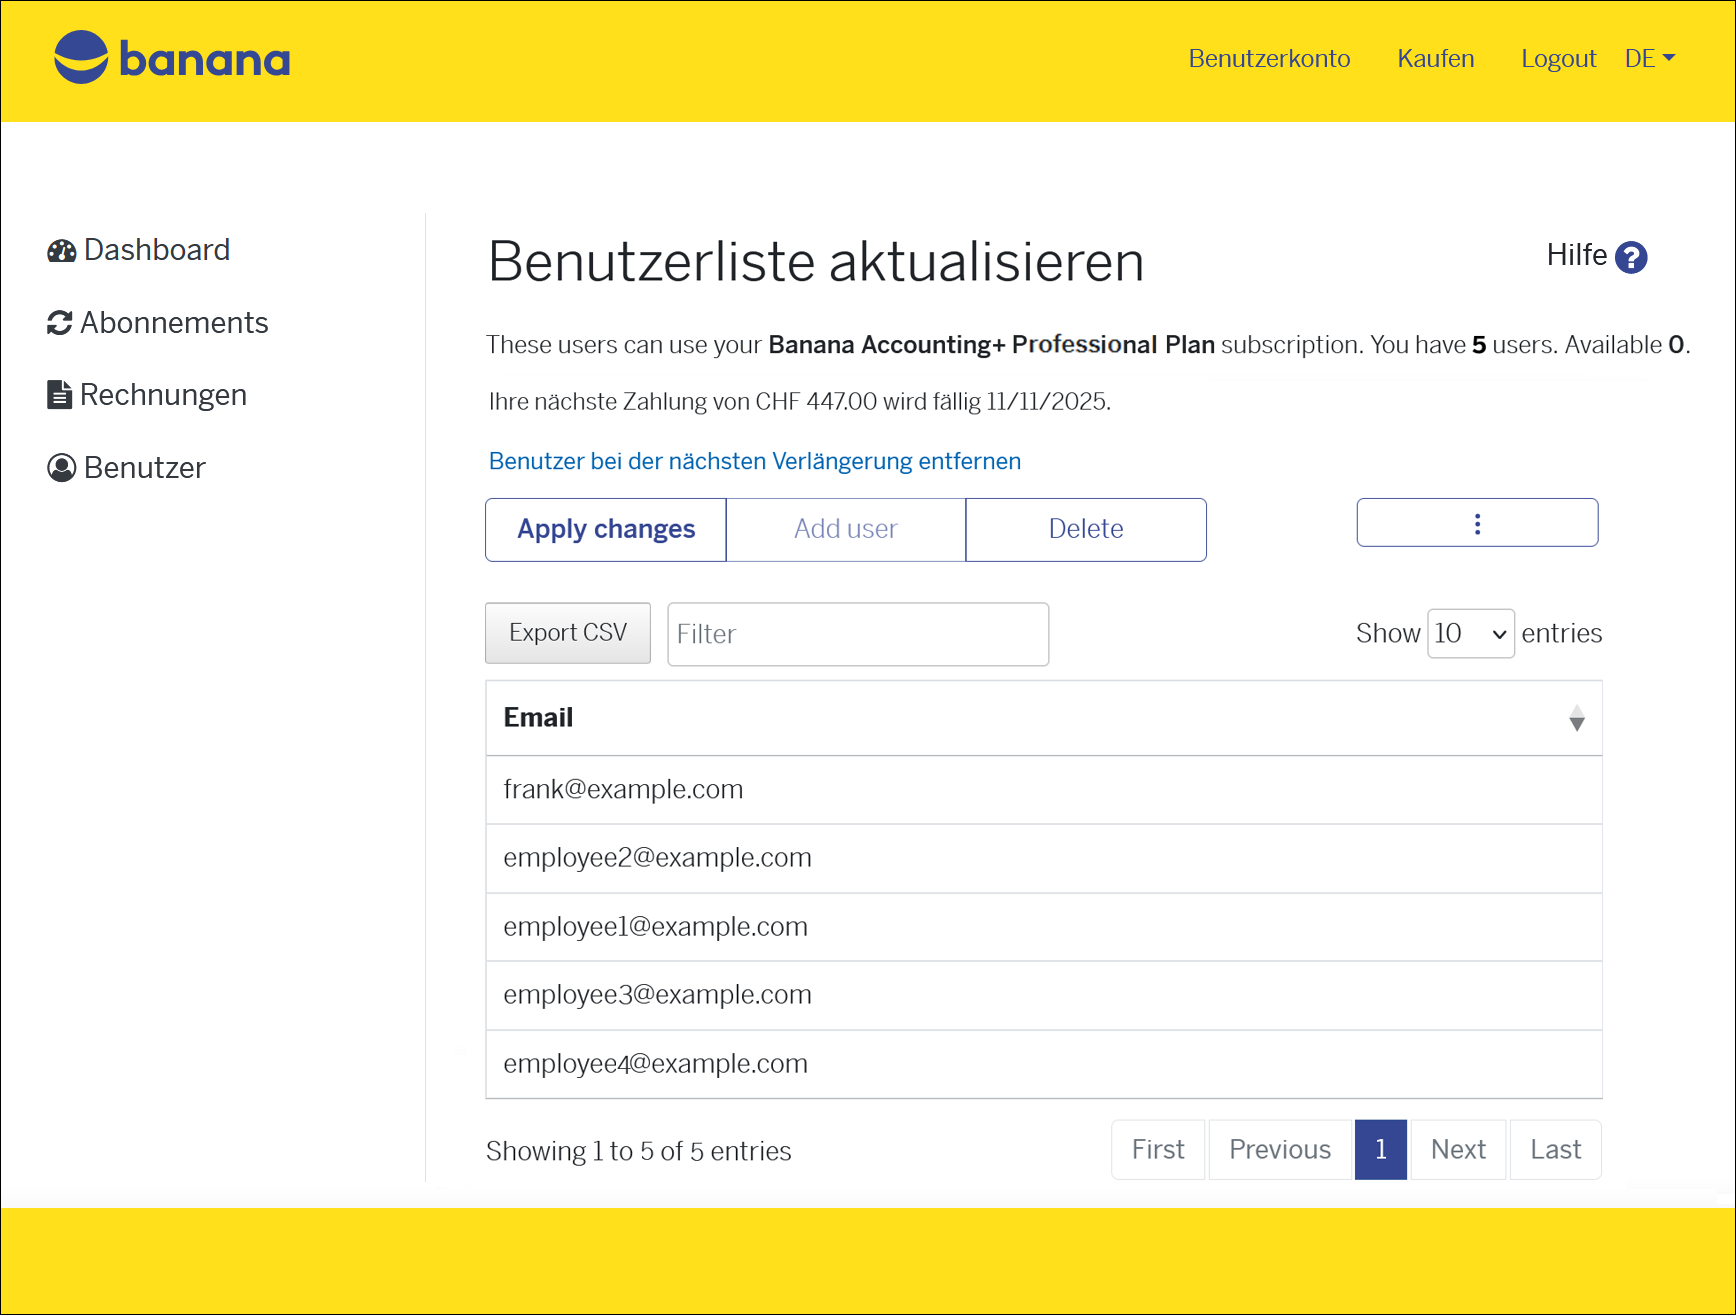 banana
Benutzerkonto Kaufen Logout DE
Dashboard
Abonnements
Rechnungen
Benutzer
Benutzerliste aktualisieren
Hilfe ?
These users can use your Banana Accounting+ Professional Plan subscription. You have 5 users. Available 0.
Ihre nächste Zahlung von CHF 447.00 wird fällig 11/11/2025.
Benutzer bei der nächsten Verlängerung entfernen
Apply changes Add user Delete
Export CSV Filter Show 10 entries
Email
frank@example.com
employee2@example.com
employee1@example.com
employee3@example.com
employee4@example.com
Showing 1 to 5 of 5 entries
First Previous 1 Next Last